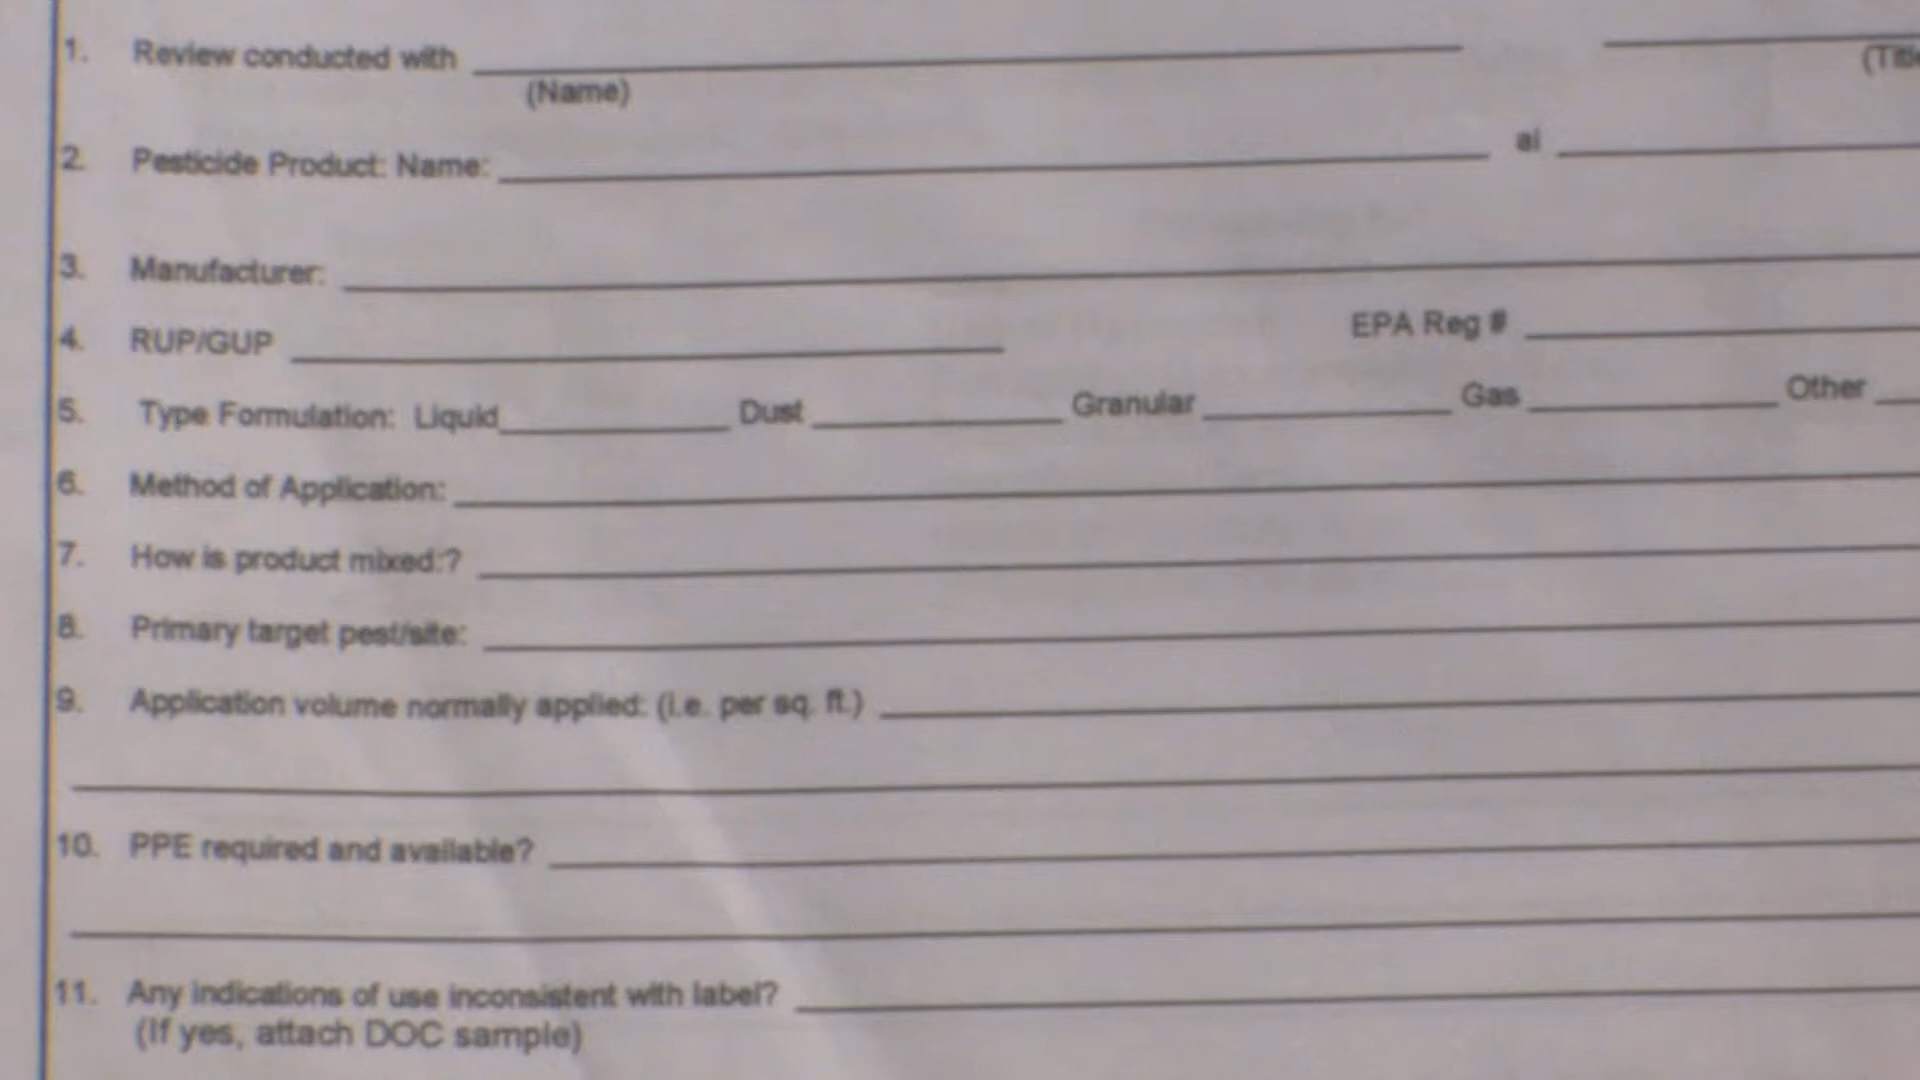 1. Review conducted with
(Name)
2. Pesticide Product: Name: ai
3. Manufacturer:
4. RUP/GUP EPA Reg #
5. Type Formulation: Liquid Dust Granular Gas Other
6. Method of Application:
7. How is product mixed:?
8. Primary target pest/site:
9. Application volume normally applied: (i.e. per sq. ft.)
10. PPE required and available?
11. Any indications of use inconsistent with label?
(If yes, attach DOC sample)